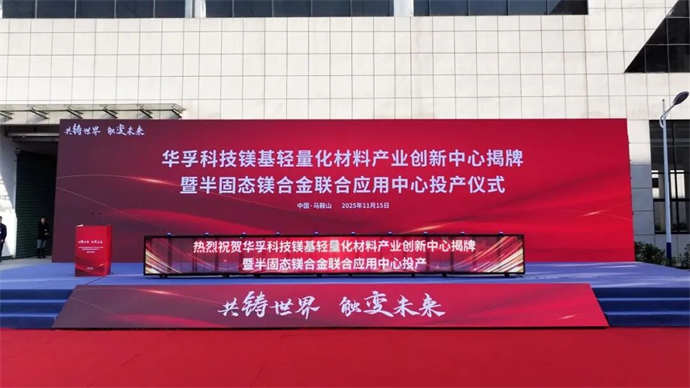 共铸世界 触变未来
华孚科技镁基轻量化材料产业创新中心揭牌
暨半固态镁合金联合应用中心投产仪式
中国·马鞍山 2025年11月15日
热烈祝贺华孚科技镁基轻量化材料产业创新中心揭牌
暨半固态镁合金联合应用中心投产
共铸世界 触变未来